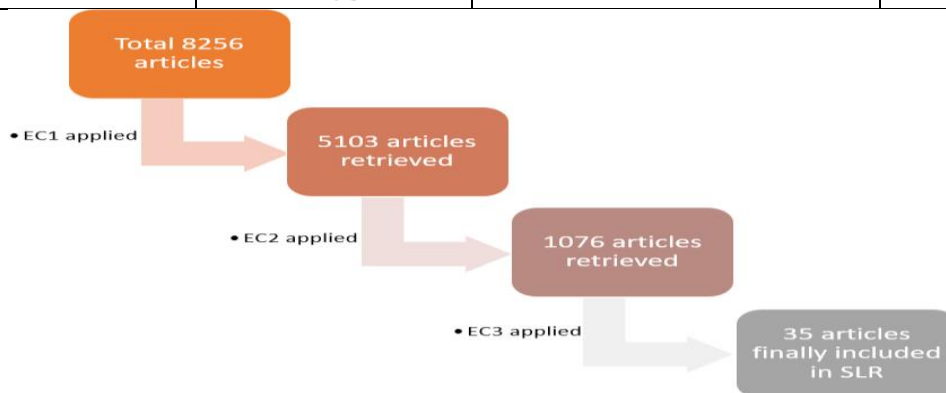 Total 8256
articles
• EC1 applied
5103 articles
retrieved
• EC2 applied
1076 articles
retrieved
• EC3 applied
35 articles
finally included
in SLR